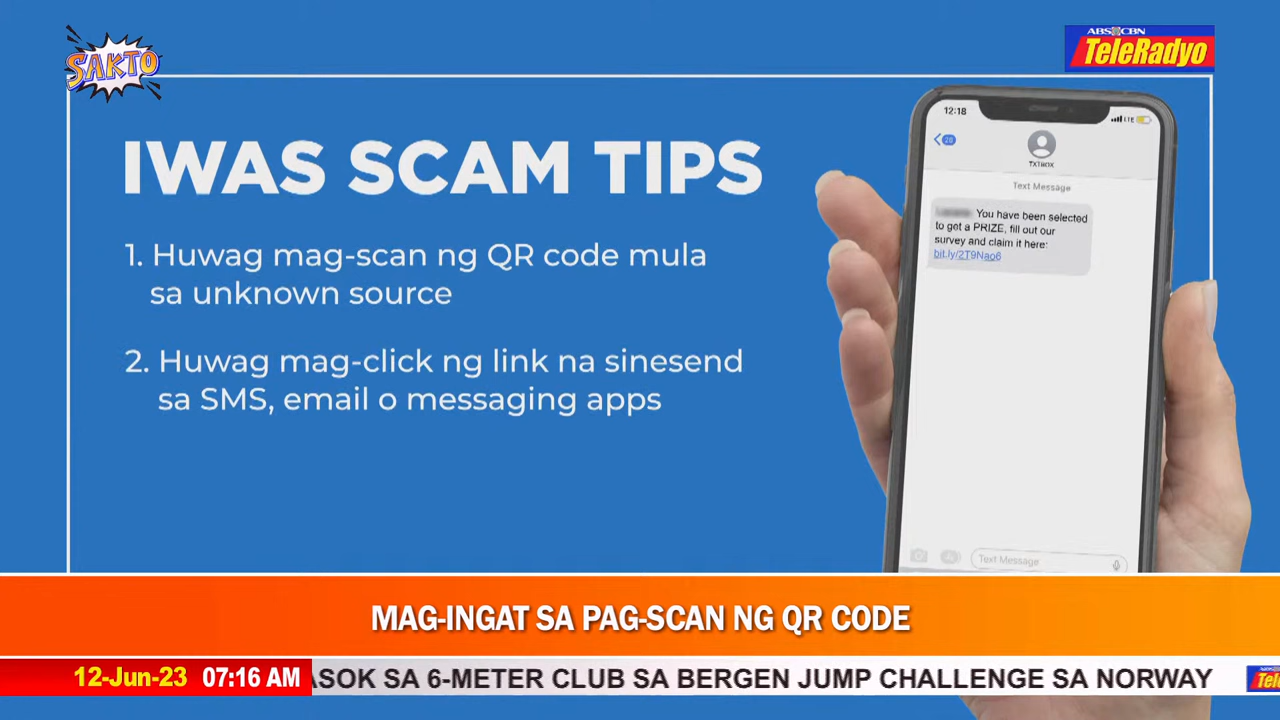 SAKTO
ABS-CBN
TeleRadyo
IWAS SCAM TIPS
1. Huwag mag-scan ng QR code mula
sa unknown source
2. Huwag mag-click ng link na sinesend
sa SMS, email o messaging apps
12:18
LTE
20
TXTBOX
Text Message
You have been selected
to get a PRIZE, fill out our
survey and claim it here:
bit.ly/2T9Nao6
Text Message
MAG-INGAT SA PAG-SCAN NG QR CODE
12-Jun-23 07:16 AM
ASOK SA 6-METER CLUB SA BERGEN JUMP CHALLENGE SA NORWAY